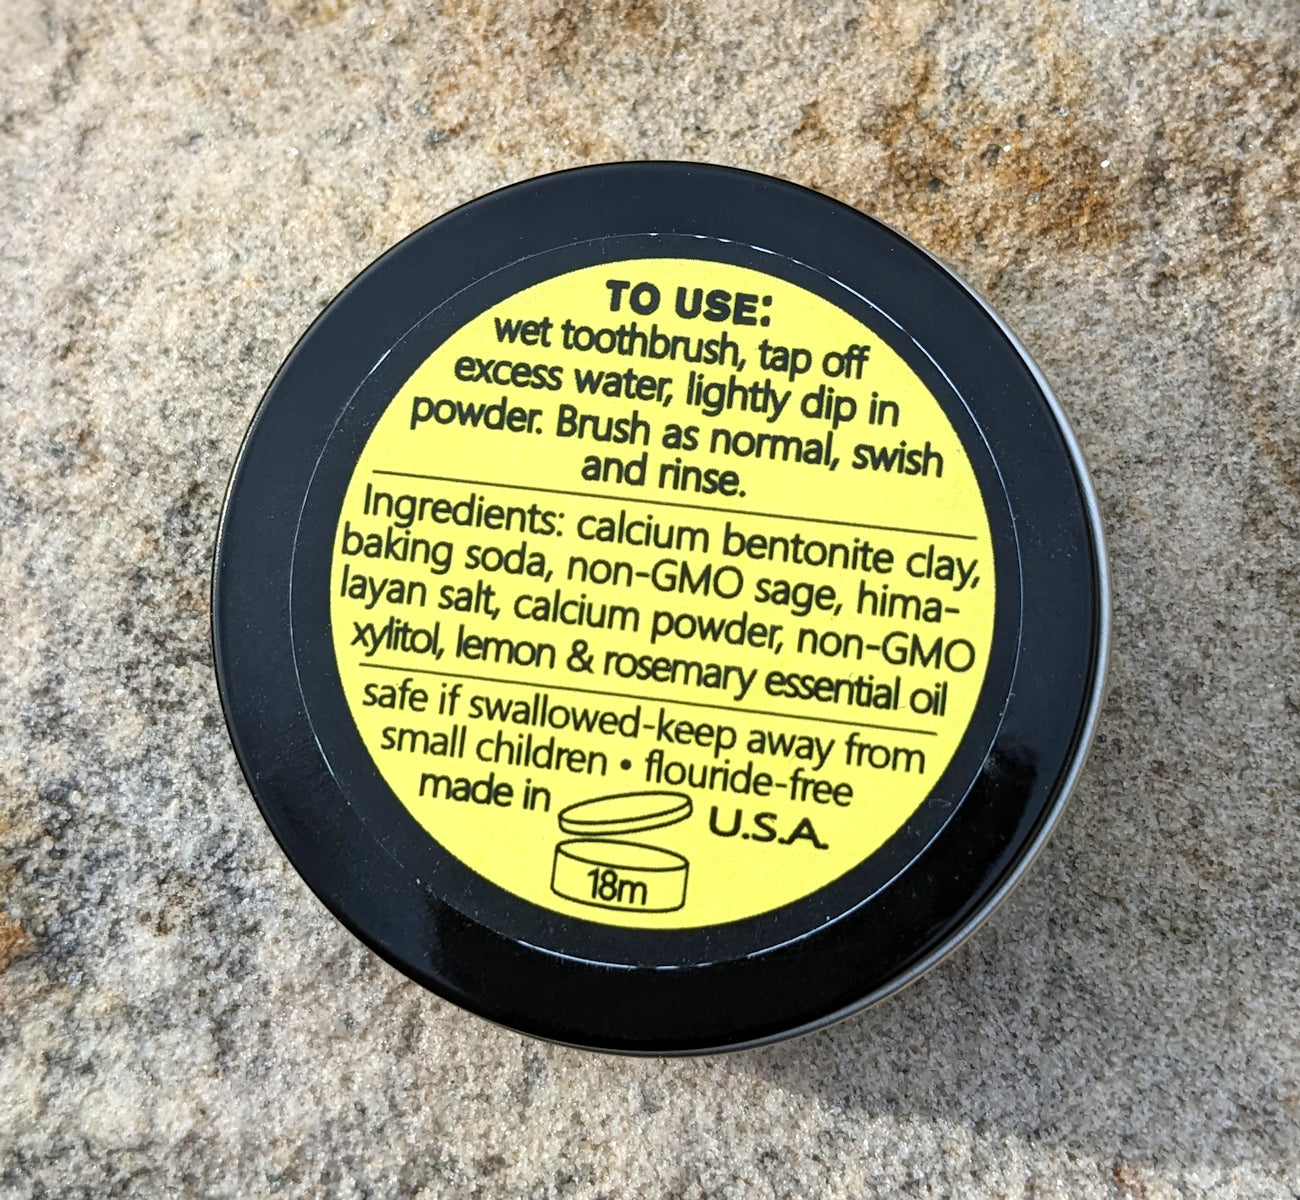 TO USE:
wet toothbrush, tap off
excess water, lightly dip in
powder. Brush as normal, swish
and rinse.
Ingredients: calcium bentonite clay,
baking soda, non-GMO sage, hima-
layan salt, calcium powder, non-GMO
xylitol, lemon & rosemary essential oil
safe if swallowed-keep away from
small children • flouride-free
made in U.S.A.
18m